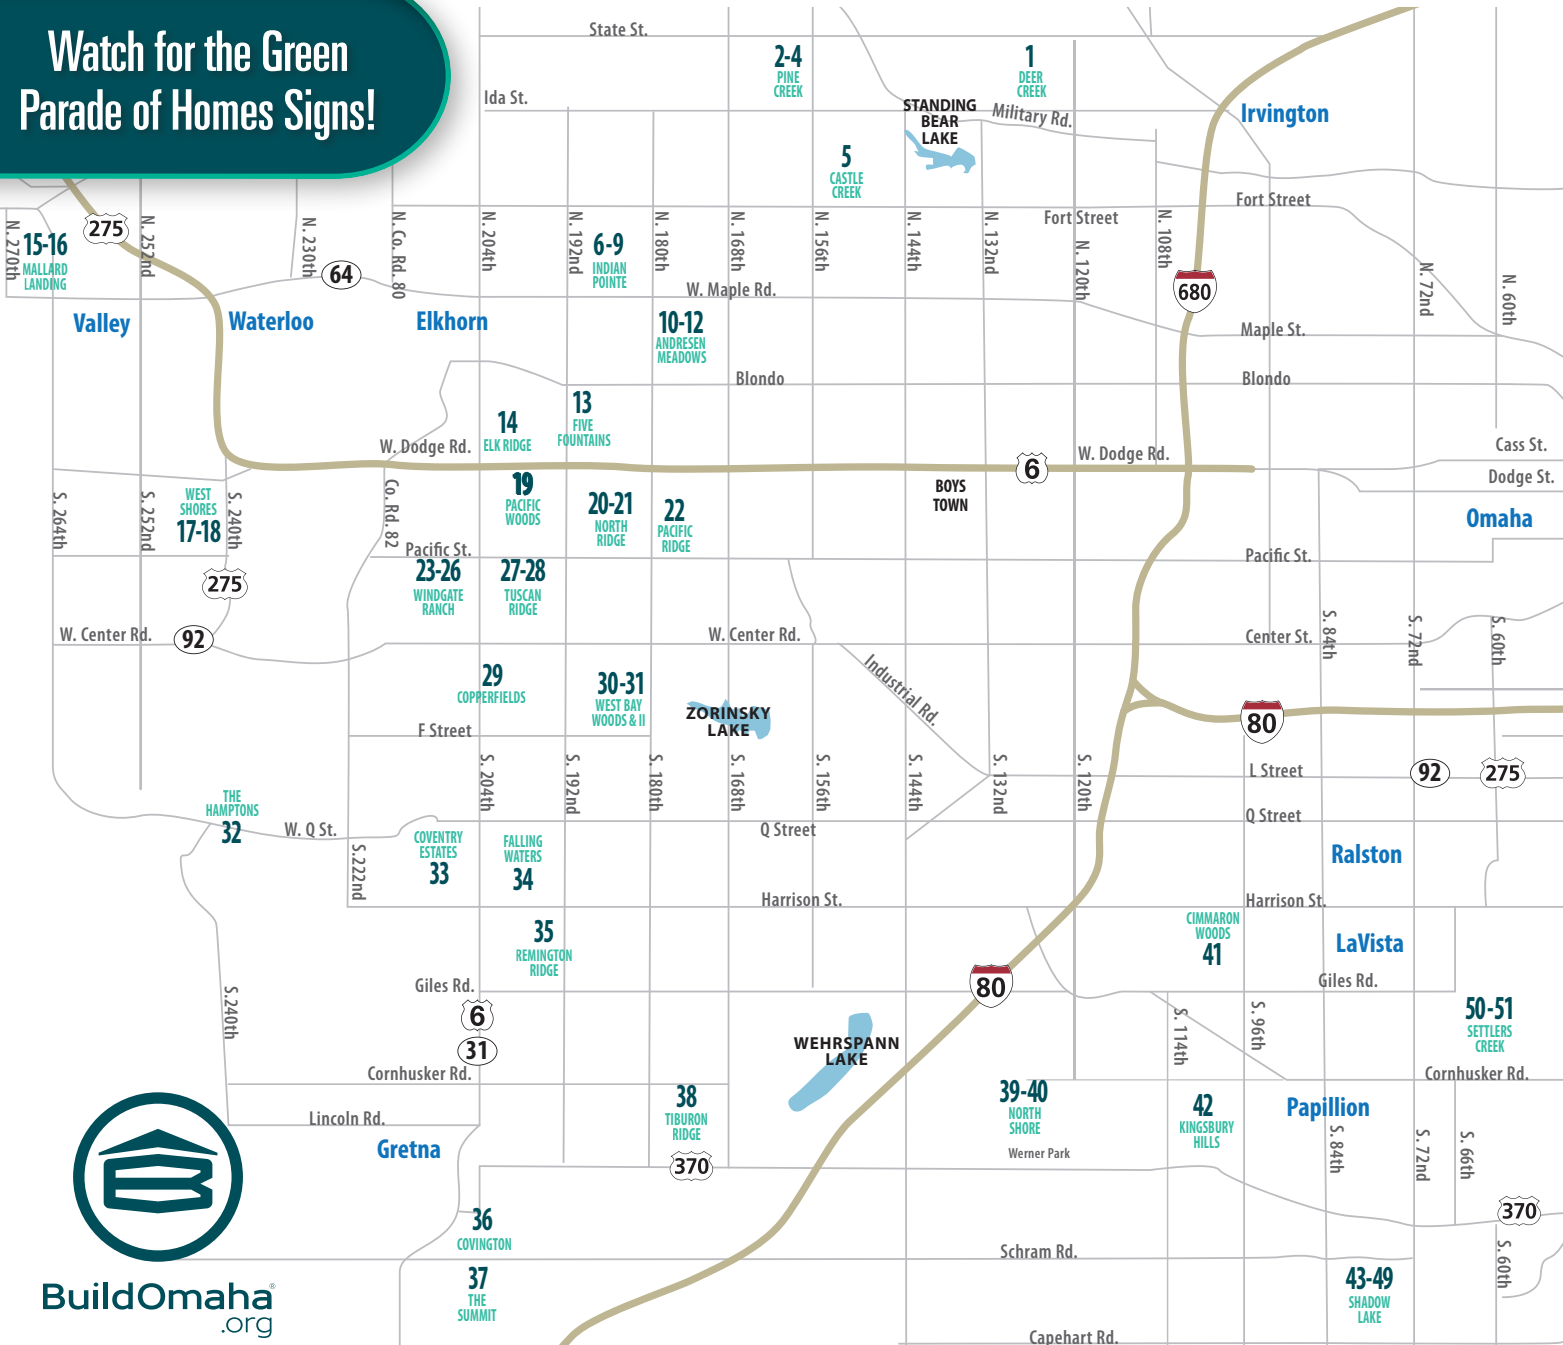 Watch for the Green
Parade of Homes Signs!
State St.
2-4
PINE
CREEK
1
DEER
CREEK
Ida St.
STANDING
BEAR
LAKE
Military Rd.
Irvington
5
CASTLE
CREEK
Fort Street
Fort Street
N. 270th
15-16
MALLARD
LANDING
275
N. 252nd
N. 230th
64
N. Co. Rd. 80
N. 204th
N. 192nd
6-9
INDIAN
POINTE
N. 180th
N. 168th
N. 156th
N. 144th
N. 132nd
N. 120th
N. 108th
680
N. 72nd
N. 60th
W. Maple Rd.
Valley
Waterloo
Elkhorn
10-12
ANDRESEN
MEADOWS
Maple St.
Blondo
Blondo
13
FIVE
FOUNTAINS
14
ELK RIDGE
W. Dodge Rd.
6
W. Dodge Rd.
Cass St.
Dodge St.
S. 264th
S. 252nd
WEST
SHORES
17-18
S. 240th
Co. Rd. 82
19
PACIFIC
WOODS
20-21
NORTH
RIDGE
22
PACIFIC
RIDGE
BOYS
TOWN
Omaha
Pacific St.
Pacific St.
275
23-26
WINDGATE
RANCH
27-28
TUSCAN
RIDGE
W. Center Rd.
92
W. Center Rd.
Center St.
S. 84th
S. 72nd
S. 60th
29
COPPERFIELDS
30-31
WEST BAY
WOODS & II
ZORINSKY
LAKE
Industrial Rd.
F Street
80
S. 204th
S. 192nd
S. 180th
S. 168th
S. 156th
S. 144th
S. 132nd
S. 120th
L Street
92
275
THE
HAMPTONS
32
W. Q St.
Q Street
Q Street
S.222nd
COVENTRY
ESTATES
33
FALLING
WATERS
34
Ralston
Harrison St.
Harrison St.
35
REMINGTON
RIDGE
CIMMARON
WOODS
41
LaVista
Giles Rd.
80
Giles Rd.
S.240th
6
31
WEHRSPANN
LAKE
S. 114th
S. 96th
50-51
SETTLERS
CREEK
Cornhusker Rd.
Cornhusker Rd.
38
TIBURON
RIDGE
39-40
NORTH
SHORE
42
KINGSBURY
HILLS
Papillion
Lincoln Rd.
Gretna
370
Werner Park
S. 84th
S. 72nd
S. 66th
36
COVINGTON
370
S. 60th
Schram Rd.
37
THE
SUMMIT
43-49
SHADOW
LAKE
Capehart Rd.
BuildOmaha®
.org